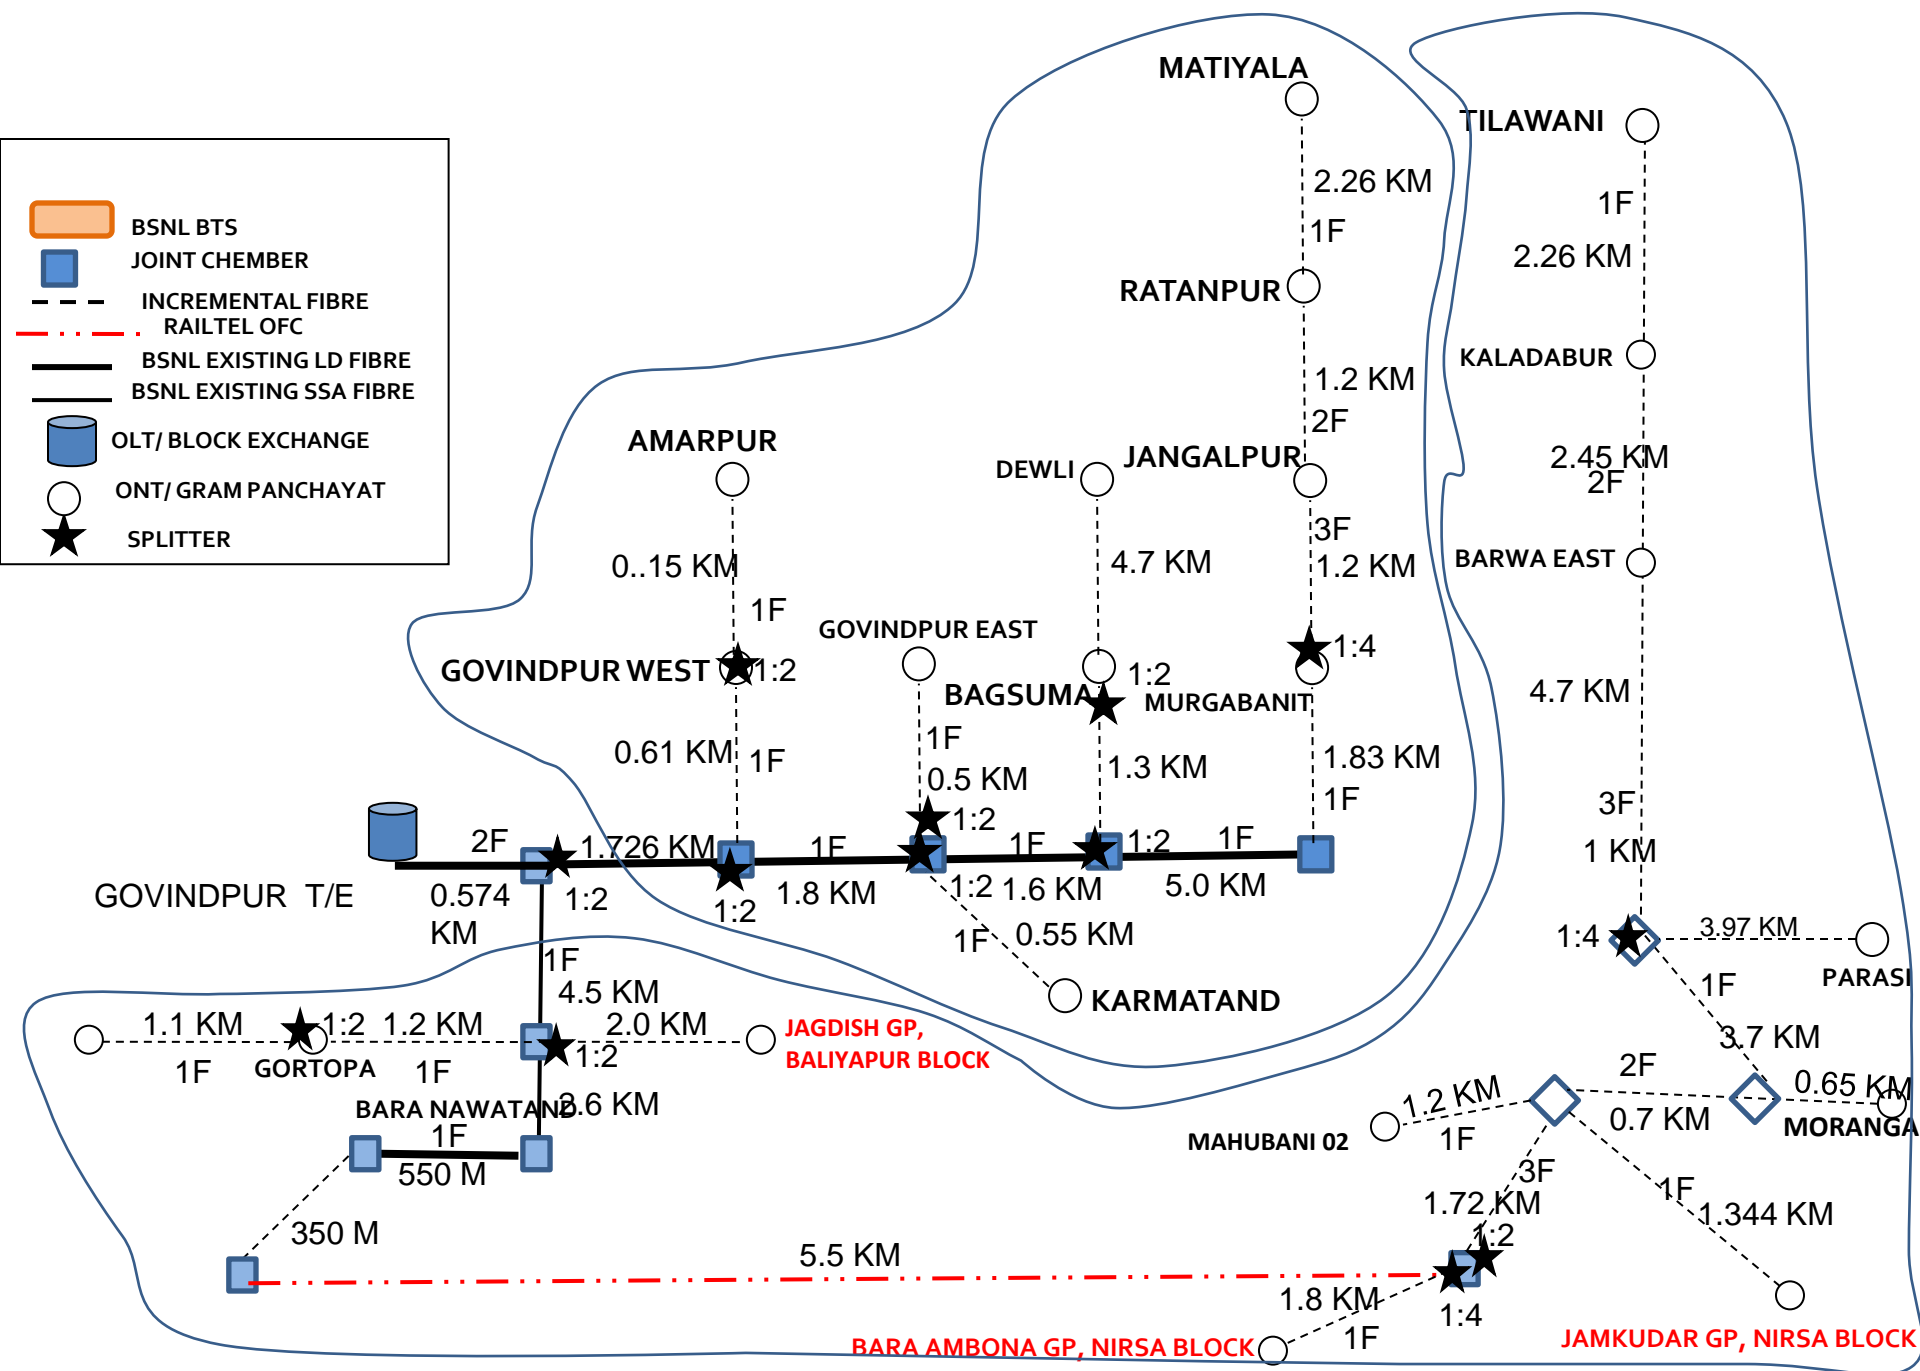 MATIYALA
TILAWANI
2.26 KM
1F
1F
2.26 KM
BSNL BTS
JOINT CHEMBER
INCREMENTAL FIBRE
RAILTEL OFC
BSNL EXISTING LD FIBRE
BSNL EXISTING SSA FIBRE
OLT/ BLOCK EXCHANGE
ONT/ GRAM PANCHAYAT
SPLITTER
RATANPUR
KALADABUR
1.2 KM
2F
AMARPUR
DEWLI
JANGALPUR
2.45 KM
2F
3F
0..15 KM
4.7 KM
1.2 KM
BARWA EAST
1F
GOVINDPUR EAST
1:4
GOVINDPUR WEST
1:2
BAGSUMA
1:2
MURGABANIT
4.7 KM
0.61 KM
1F
1F
0.5 KM
1.3 KM
1.83 KM
1F
3F
1 KM
2F
1.726 KM
1F
1:2
1F
1:2
1F
GOVINDPUR T/E
0.574
KM
1:2
1:2
1.8 KM
1:2
1.6 KM
5.0 KM
1F
0.55 KM
1:4
3.97 KM
PARASI
1F
4.5 KM
KARMATAND
1F
3.7 KM
1.1 KM
1:2
1.2 KM
2.0 KM
JAGDISH GP,
BALIYAPUR BLOCK
1F
GORTOPA
1F
1:2
2F
0.65 KM
BARA NAWATAND
2.6 KM
1.2 KM
1F
0.7 KM
MORANGA
MAHUBANI 02
1F
550 M
3F
1.72 KM
1F
1.344 KM
350 M
1:2
5.5 KM
1.8 KM
1F
1:4
BARA AMBONA GP, NIRSA BLOCK
JAMKUDAR GP, NIRSA BLOCK